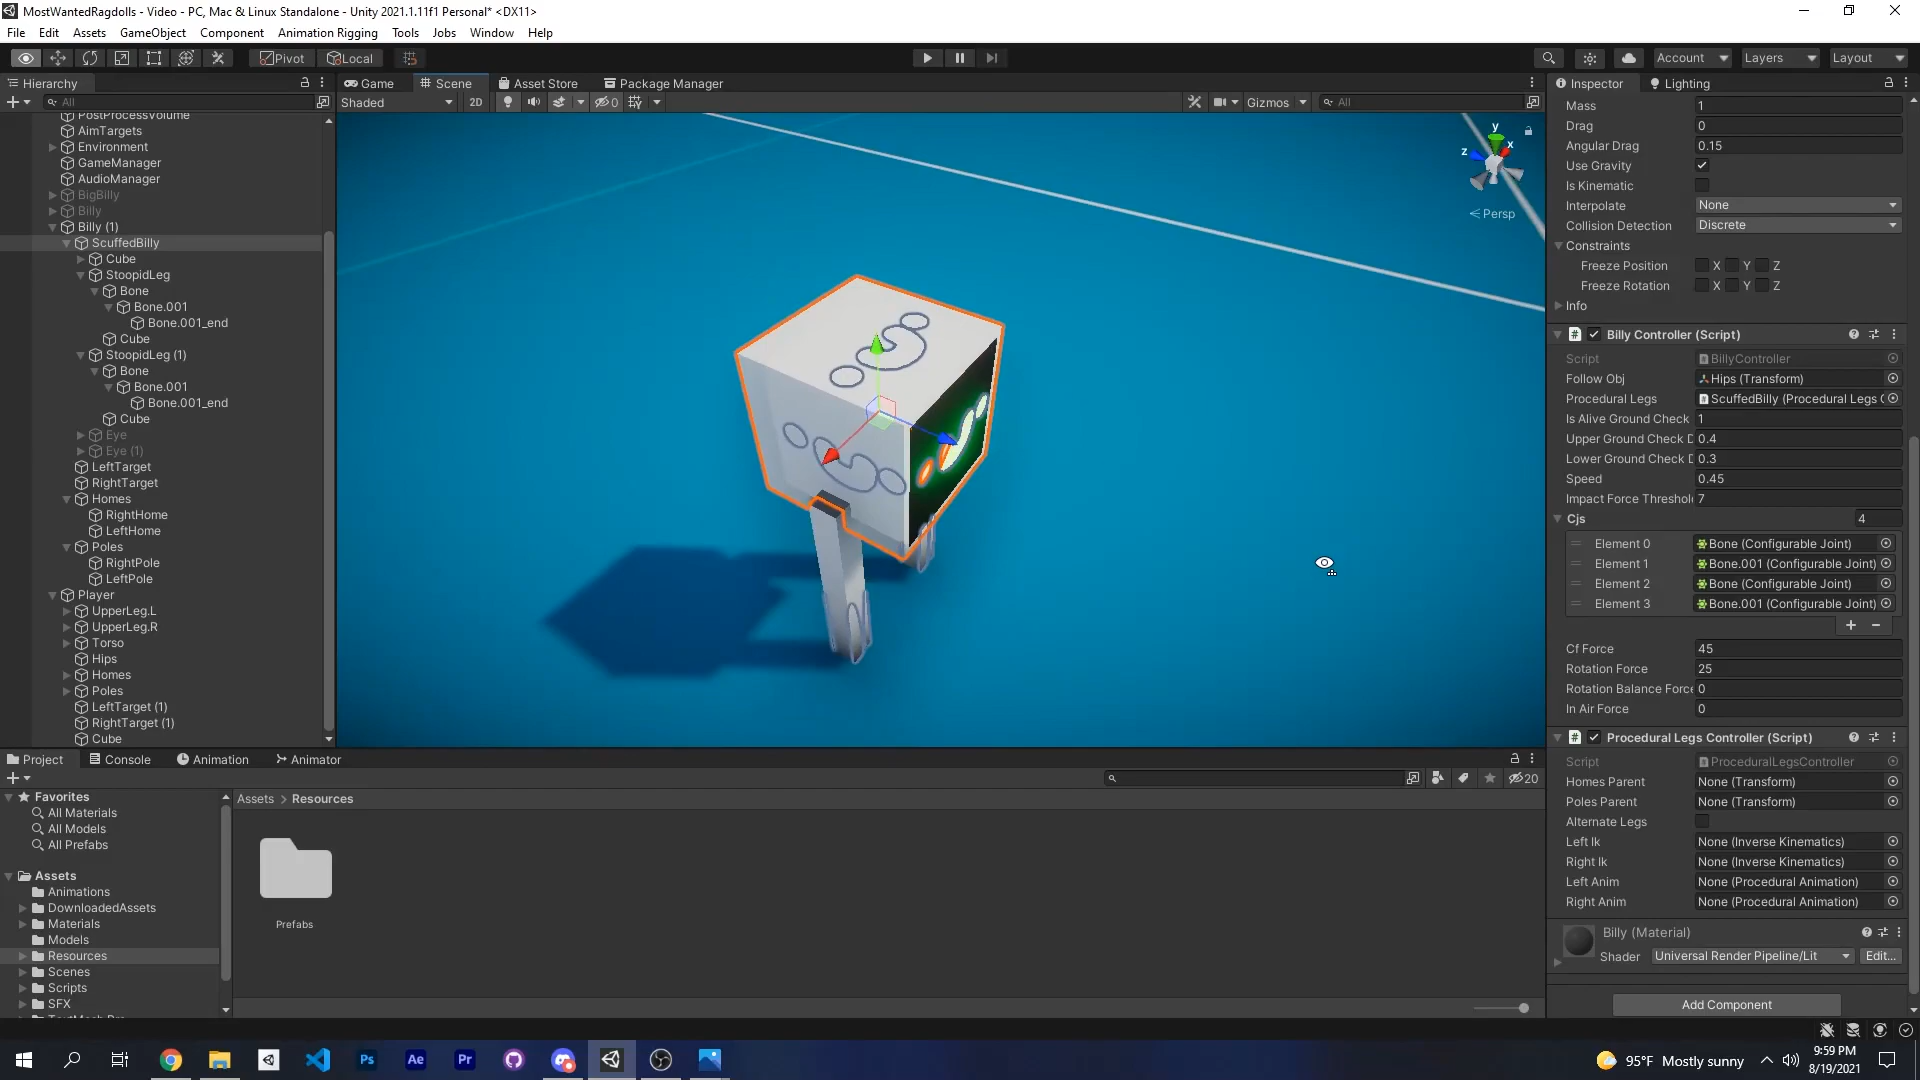 MostWantedRagdolls - Video - PC, Mac & Linux Standalone - Unity 2021.1.11f1 Personal* <DX11>
File Edit Assets GameObject Component Animation Rigging Tools Jobs Window Help
Pivot Local Account Layers Layout
Hierarchy Game Scene Asset Store Package Manager Inspector Lighting
All Shaded 2D 0 Gizmos All
PostProcessVolume
AimTargets
Environment
GameManager
AudioManager
BigBilly
Billy
Billy (1)
ScuffedBilly
Cube
StoopidLeg
Bone
Bone.001
Bone.001_end
Cube
StoopidLeg (1)
Bone
Bone.001
Bone.001_end
Cube
Eye
Eye (1)
LeftTarget
RightTarget
Homes
RightHome
LeftHome
Poles
RightPole
LeftPole
Player
UpperLeg.L
UpperLeg.R
Torso
Hips
Homes
Poles
LeftTarget (1)
RightTarget (1)
Cube
y
z x
Persp
Mass 1
Drag 0
Angular Drag 0.15
Use Gravity
Is Kinematic
Interpolate None
Collision Detection Discrete
Constraints
Freeze Position X Y Z
Freeze Rotation X Y Z
Info
Billy Controller (Script)
Script BillyController
Follow Obj Hips (Transform)
Procedural Legs ScuffedBilly (Procedural Legs C
Is Alive Ground Check 1
Upper Ground Check D 0.4
Lower Ground Check D 0.3
Speed 0.45
Impact Force Threshol 7
Cjs 4
Element 0 Bone (Configurable Joint)
Element 1 Bone.001 (Configurable Joint)
Element 2 Bone (Configurable Joint)
Element 3 Bone.001 (Configurable Joint)
+ −
Cf Force 45
Rotation Force 25
Rotation Balance Force 0
In Air Force 0
Procedural Legs Controller (Script)
Script ProceduralLegsController
Homes Parent None (Transform)
Poles Parent None (Transform)
Alternate Legs
Left Ik None (Inverse Kinematics)
Right Ik None (Inverse Kinematics)
Left Anim None (Procedural Animation)
Right Anim None (Procedural Animation)
Billy (Material)
Shader Universal Render Pipeline/Lit Edit...
Add Component
Project Console Animation Animator
20
Favorites
All Materials
All Models
All Prefabs
Assets
Animations
DownloadedAssets
Materials
Models
Resources
Scenes
Scripts
SFX
Assets > Resources
Prefabs
Ps Ae Pr
95°F Mostly sunny
9:59 PM
8/19/2021